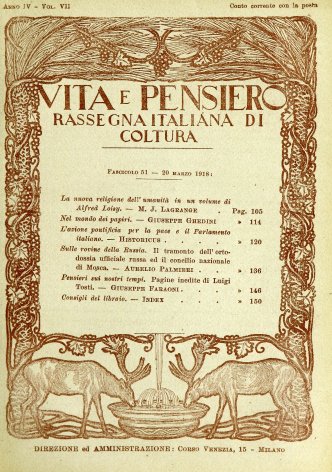 ANNO IV - VOL. VII Conto corrente con la posta
VITA E PENSIERO
RASSEGNA ITALIANA DI
COLTURA
FASCICOLO 51 — 20 MARZO 1918:
La nuova religione dell'umanità in un volume di
Alfred Loisy. — M. J. LAGRANGE . Pag. 105
Nel mondo dei papiri. — GIUSEPPE GHEDINI » 114
L'azione pontificia per la pace e il Parlamento
italiano. — HISTORICUS . . . . » 120
Sulle rovine della Russia. Il tramonto dell'orto-
dossia ufficiale russa ed il concilio nazionale
di Mosca. — AURELIO PALMIERI . . » 136
Pensieri sui nostri tempi. Pagine inedite di Luigi
Tosti. — GIUSEPPE FARAONI . . . » 146
Consigli del libraio. — INDEX . . . » 150
DIREZIONE ed AMMINISTRAZIONE: CORSO VENEZIA, 15 - MILANO